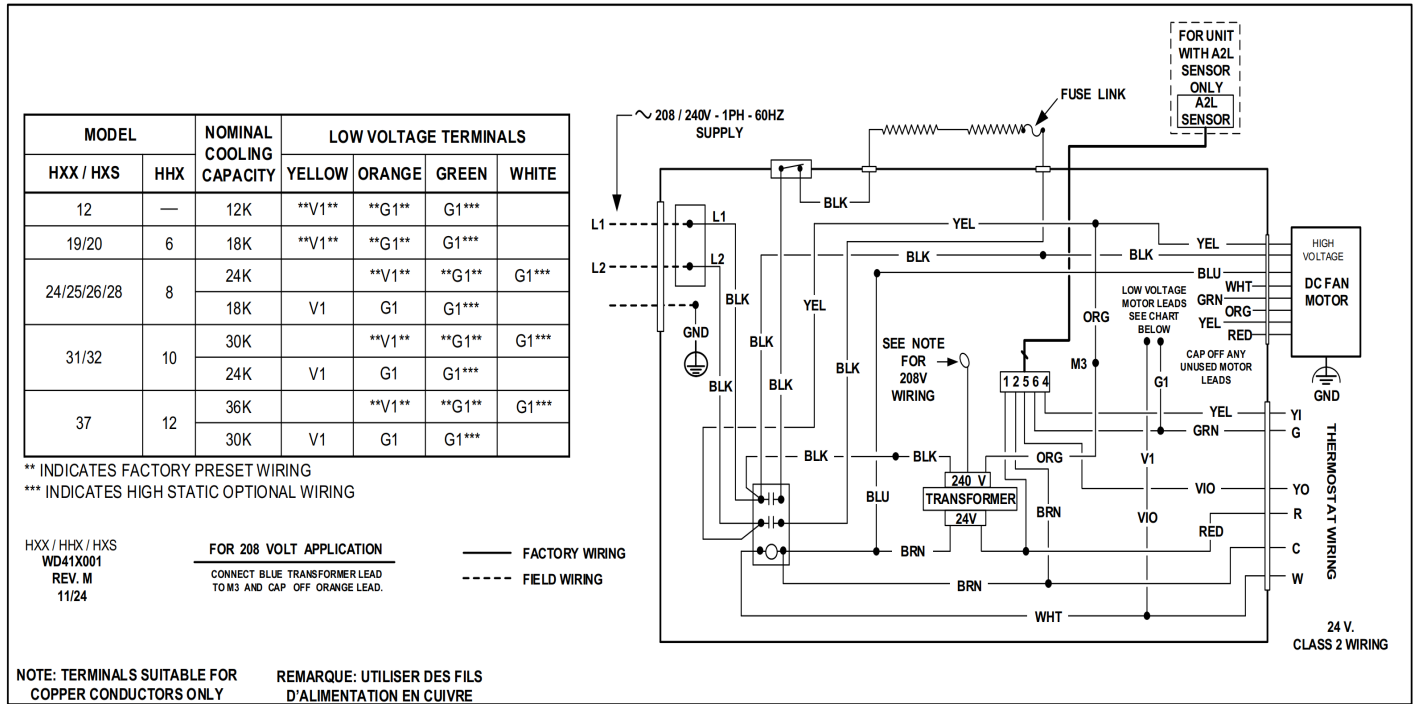 MODEL
NOMINAL COOLING CAPACITY
LOW VOLTAGE TERMINALS
HXX / HXS HHX YELLOW ORANGE GREEN WHITE
12 — 12K **V1** **G1** G1***
19/20 6 18K **V1** **G1** G1***
24/25/26/28 8 24K **V1** **G1** G1***
18K V1 G1 G1***
31/32 10 30K **V1** **G1** G1***
24K V1 G1 G1***
37 12 36K **V1** **G1** G1***
30K V1 G1 G1***
** INDICATES FACTORY PRESET WIRING
*** INDICATES HIGH STATIC OPTIONAL WIRING
HXX / HHX / HXS
WD41X001
REV. M
11/24
FOR 208 VOLT APPLICATION
CONNECT BLUE TRANSFORMER LEAD
TO M3 AND CAP OFF ORANGE LEAD.
FACTORY WIRING
FIELD WIRING
NOTE: TERMINALS SUITABLE FOR
COPPER CONDUCTORS ONLY
REMARQUE: UTILISER DES FILS
D'ALIMENTATION EN CUIVRE
208 / 240V - 1PH - 60HZ
SUPPLY
FUSE LINK
FOR UNIT
WITH A2L
SENSOR
ONLY
A2L
SENSOR
L1
L1
L2
L2
GND
BLK
BLK
BLK
BLK
BLK
BLK
BLK
BLK
BLK
BLK
YEL
YEL
YEL
BLU
WHT
GRN
ORG
YEL
RED
HIGH
VOLTAGE
DC FAN
MOTOR
GND
LOW VOLTAGE
MOTOR LEADS
SEE CHART
BELOW
CAP OFF ANY
UNUSED MOTOR
LEADS
G1
V1
ORG
M3
SEE NOTE
FOR
208V
WIRING
1 2 5 6 4
ORG
240 V
TRANSFORMER
24V
BLU
BRN
BRN
BRN
VIO
VIO
WHT
YEL
GRN
RED
YI
G
YO
R
C
W
THERMOSTAT WIRING
24 V.
CLASS 2 WIRING